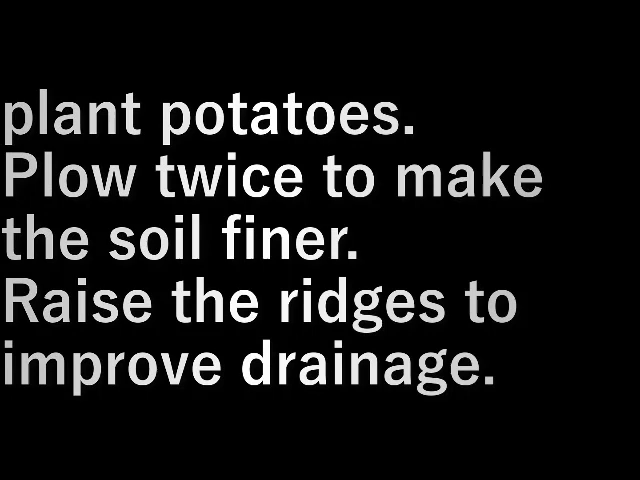 plant potatoes.
Plow twice to make
the soil finer.
Raise the ridges to
improve drainage.